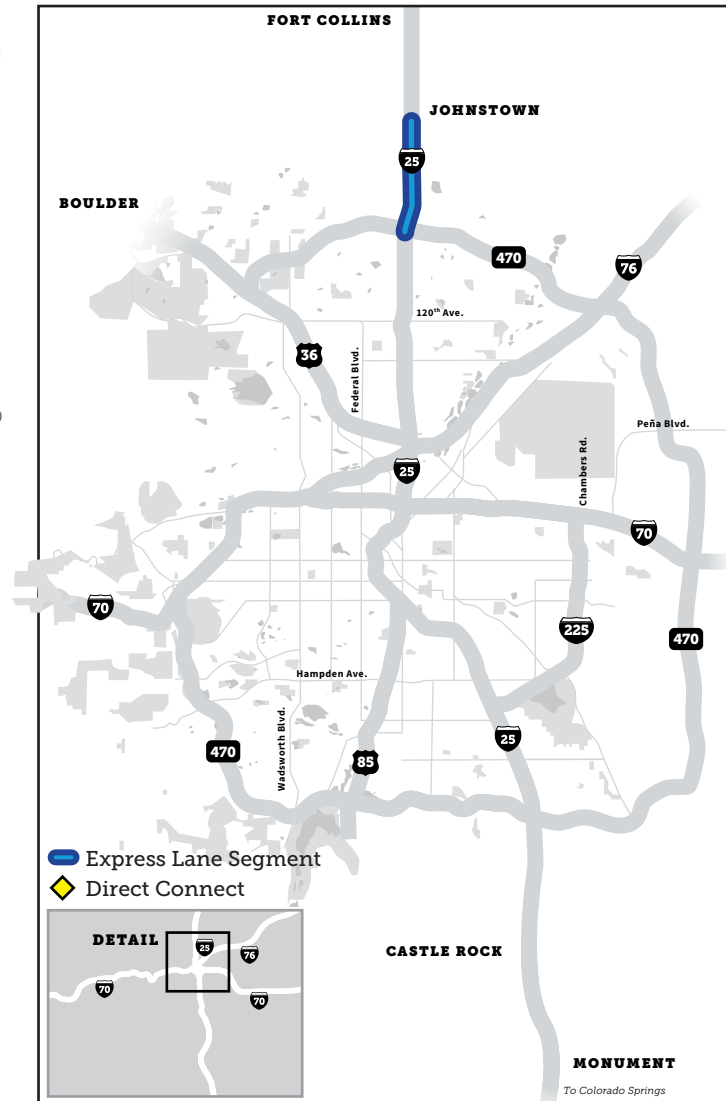 FORT COLLINS
JOHNSTOWN
25
BOULDER
470
76
120th Ave.
36
Federal Blvd.
Peña Blvd.
Chambers Rd.
25
70
70
225
470
Hampden Ave.
Wadsworth Blvd.
25
470
85
Express Lane Segment
Direct Connect
DETAIL
25
76
70
70
CASTLE ROCK
MONUMENT
To Colorado Springs